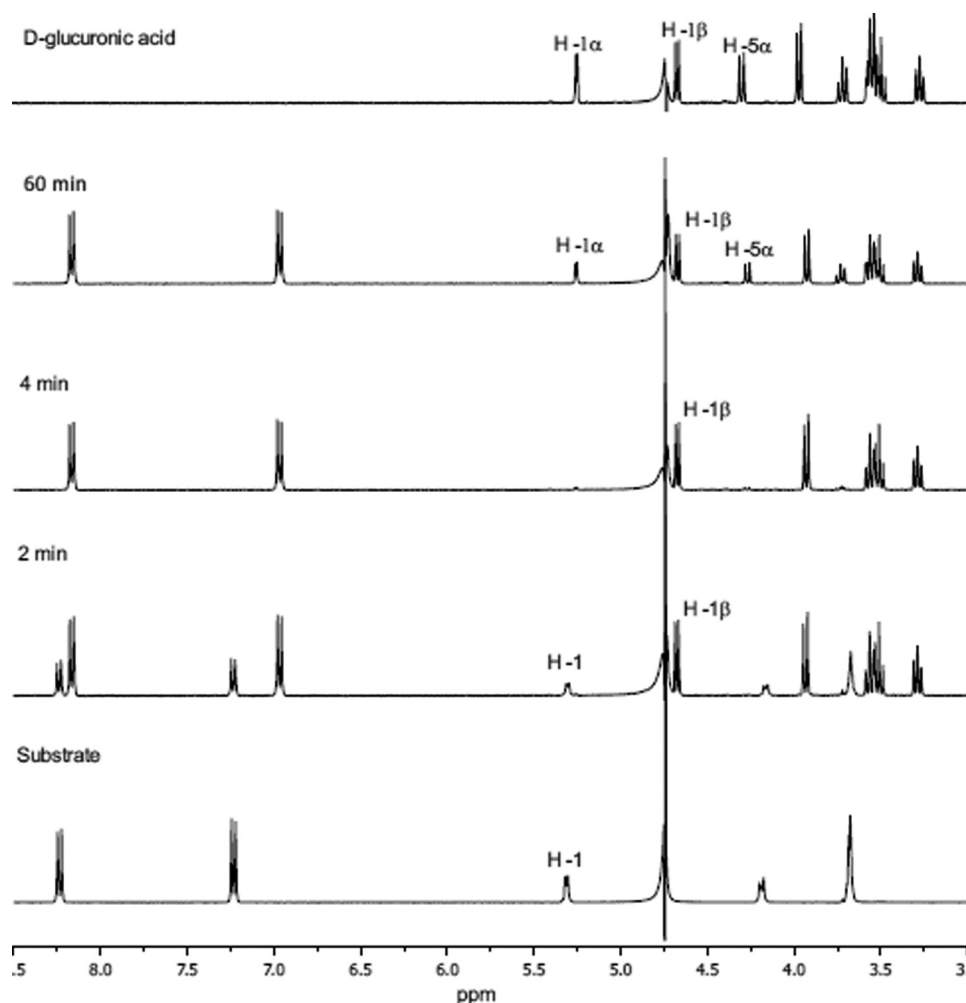 D-glucuronic acid
H -1α
H -1β
H -5α
60 min
H -1α
H -1β
H -5α
4 min
H -1β
2 min
H -1
H -1β
Substrate
H -1
.5 8.0 7.5 7.0 6.5 6.0 5.5 5.0 4.5 4.0 3.5 3.
ppm